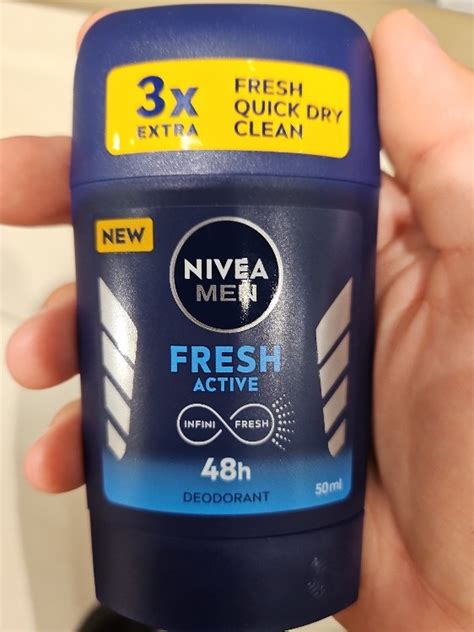 3x
EXTRA
FRESH
QUICK DRY
CLEAN
NEW
NIVEA
MEN
FRESH
ACTIVE
INFINI FRESH
48h
DEODORANT
50ml